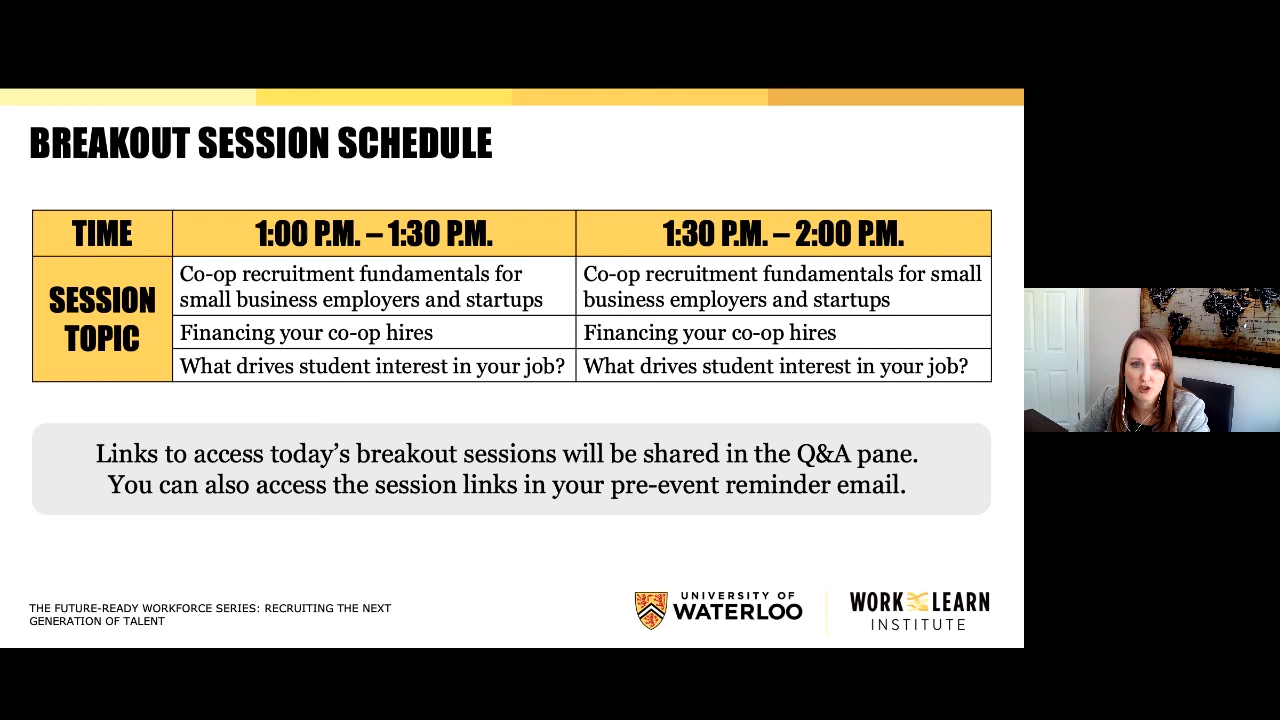 BREAKOUT SESSION SCHEDULE
TIME
1:00 P.M. – 1:30 P.M.
1:30 P.M. – 2:00 P.M.
SESSION
TOPIC
Co-op recruitment fundamentals for
small business employers and startups
Co-op recruitment fundamentals for small
business employers and startups
Financing your co-op hires
Financing your co-op hires
What drives student interest in your job?
What drives student interest in your job?
Links to access today’s breakout sessions will be shared in the Q&A pane.
You can also access the session links in your pre-event reminder email.
THE FUTURE-READY WORKFORCE SERIES: RECRUITING THE NEXT
GENERATION OF TALENT
UNIVERSITY OF
WATERLOO
WORK LEARN
INSTITUTE